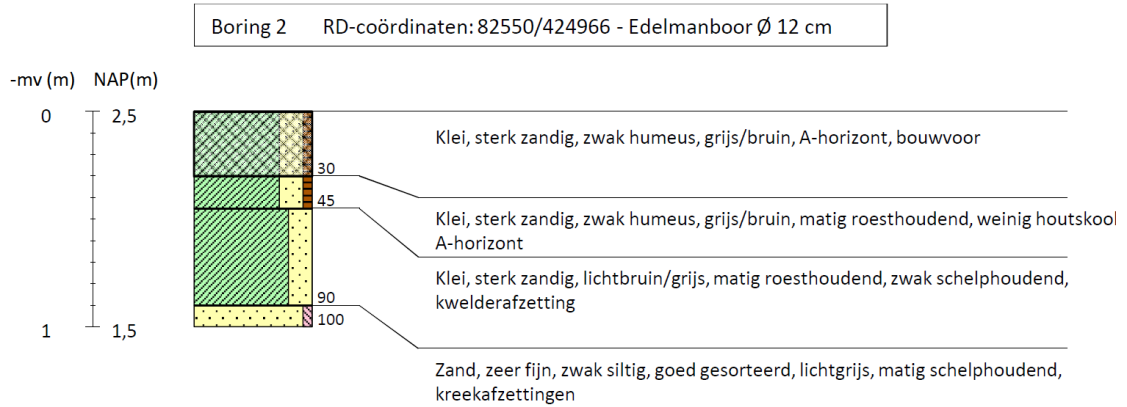 Boring 2 RD-coördinaten: 82550/424966 - Edelmanboor Ø 12 cm
-mv (m) NAP(m)
0 2,5
Klei, sterk zandig, zwak humeus, grijs/bruin, A-horizont, bouwvoor
30
45
Klei, sterk zandig, zwak humeus, grijs/bruin, matig roesthoudend, weinig houtskool
A-horizont
Klei, sterk zandig, lichtbruin/grijs, matig roesthoudend, zwak schelphoudend,
kwelderafzetting
90
100
1 1,5
Zand, zeer fijn, zwak siltig, goed gesorteerd, lichtgrijs, matig schelphoudend,
kreekafzettingen